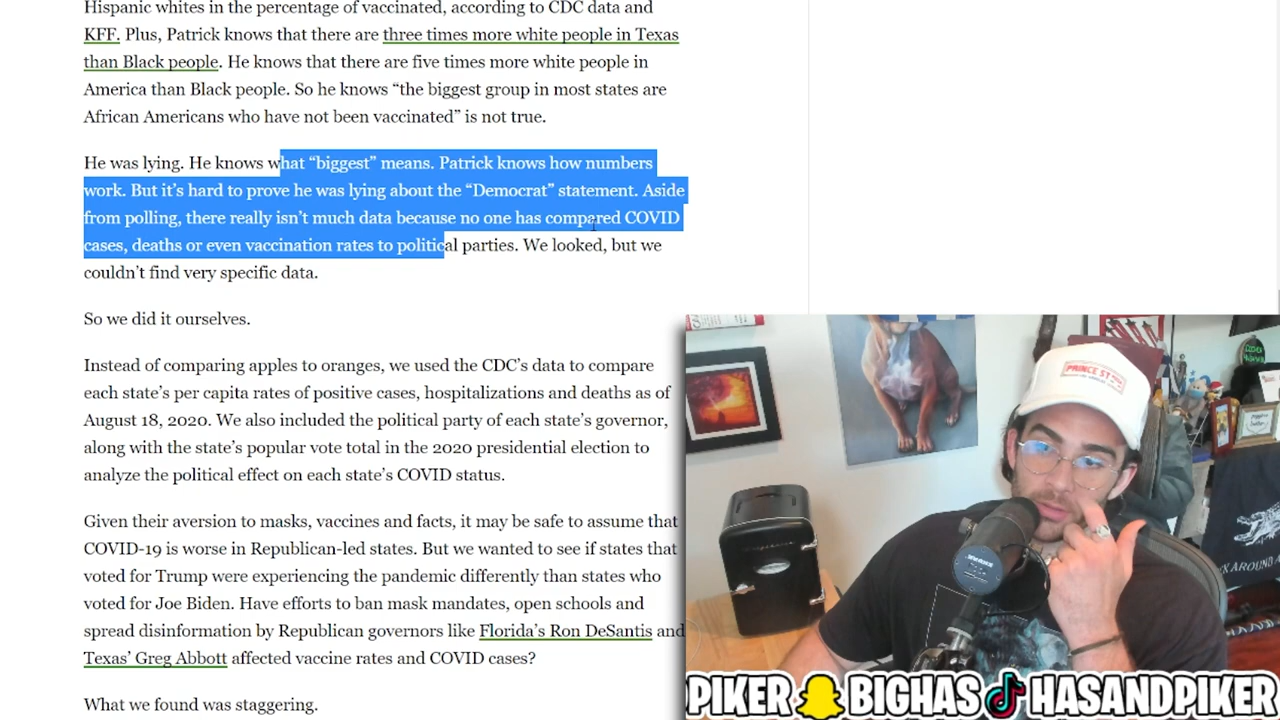 Hispanic whites in the percentage of vaccinated, according to CDC data and
KFF. Plus, Patrick knows that there are three times more white people in Texas
than Black people. He knows that there are five times more white people in
America than Black people. So he knows “the biggest group in most states are
African Americans who have not been vaccinated” is not true.
He was lying. He knows what “biggest” means. Patrick knows how numbers
work. But it’s hard to prove he was lying about the “Democrat” statement. Aside
from polling, there really isn’t much data because no one has compared COVID
cases, deaths or even vaccination rates to political parties. We looked, but we
couldn’t find very specific data.
So we did it ourselves.
Instead of comparing apples to oranges, we used the CDC’s data to compare
each state’s per capita rates of positive cases, hospitalizations and deaths as of
August 18, 2020. We also included the political party of each state’s governor,
along with the state’s popular vote total in the 2020 presidential election to
analyze the political effect on each state’s COVID status.
Given their aversion to masks, vaccines and facts, it may be safe to assume that
COVID-19 is worse in Republican-led states. But we wanted to see if states that
voted for Trump were experiencing the pandemic differently than states who
voted for Joe Biden. Have efforts to ban mask mandates, open schools and
spread disinformation by Republican governors like Florida’s Ron DeSantis and
Texas’ Greg Abbott affected vaccine rates and COVID cases?
What we found was staggering.
PRINCE ST
PIKER BIGHAS HASANDPIKER